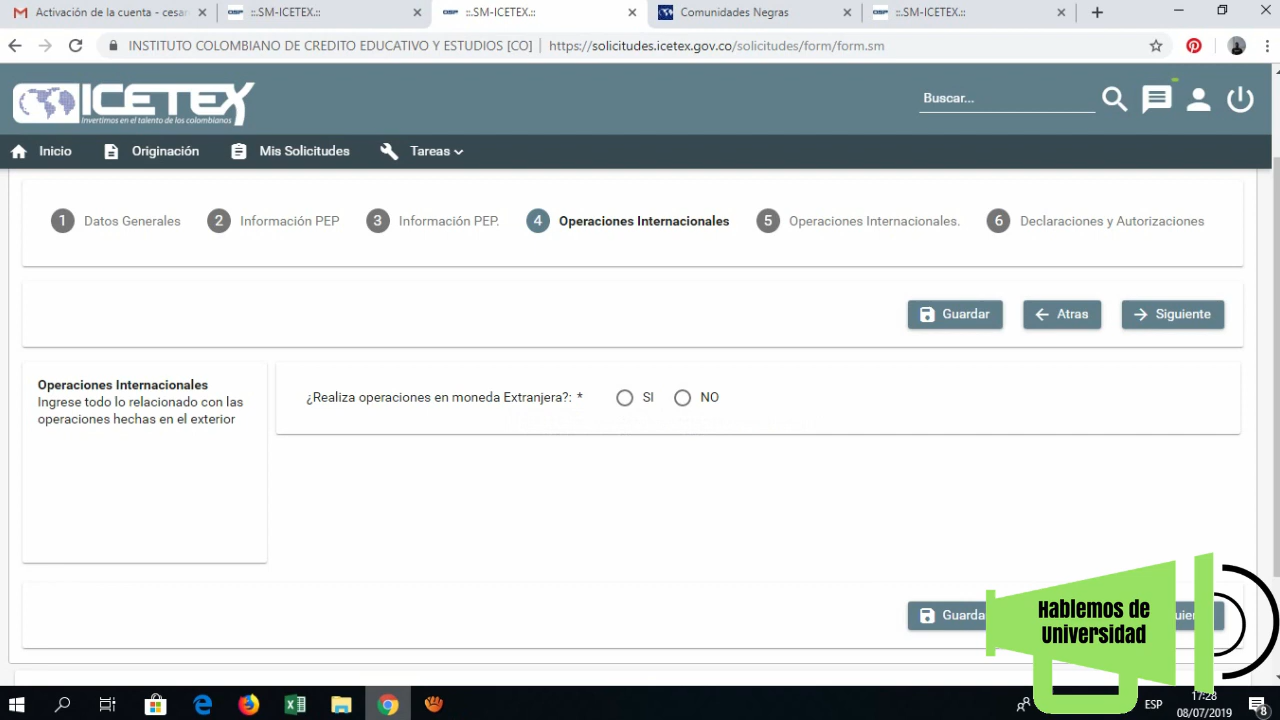 Activación de la cuenta - cesar
::.SM-ICETEX.::
::.SM-ICETEX.::
Comunidades Negras
::.SM-ICETEX.::
INSTITUTO COLOMBIANO DE CREDITO EDUCATIVO Y ESTUDIOS [CO] | https://solicitudes.icetex.gov.co/solicitudes/form/form.sm
ICETEX
Invertimos en el talento de los colombianos
Buscar...
Inicio
Originación
Mis Solicitudes
Tareas
1 Datos Generales
2 Información PEP
3 Información PEP.
4 Operaciones Internacionales
5 Operaciones Internacionales.
6 Declaraciones y Autorizaciones
Guardar
Atras
Siguiente
Operaciones Internacionales
Ingrese todo lo relacionado con las
operaciones hechas en el exterior
¿Realiza operaciones en moneda Extranjera?: *
SI
NO
Hablemos de
Universidad
ESP
17:28
08/07/2019
8